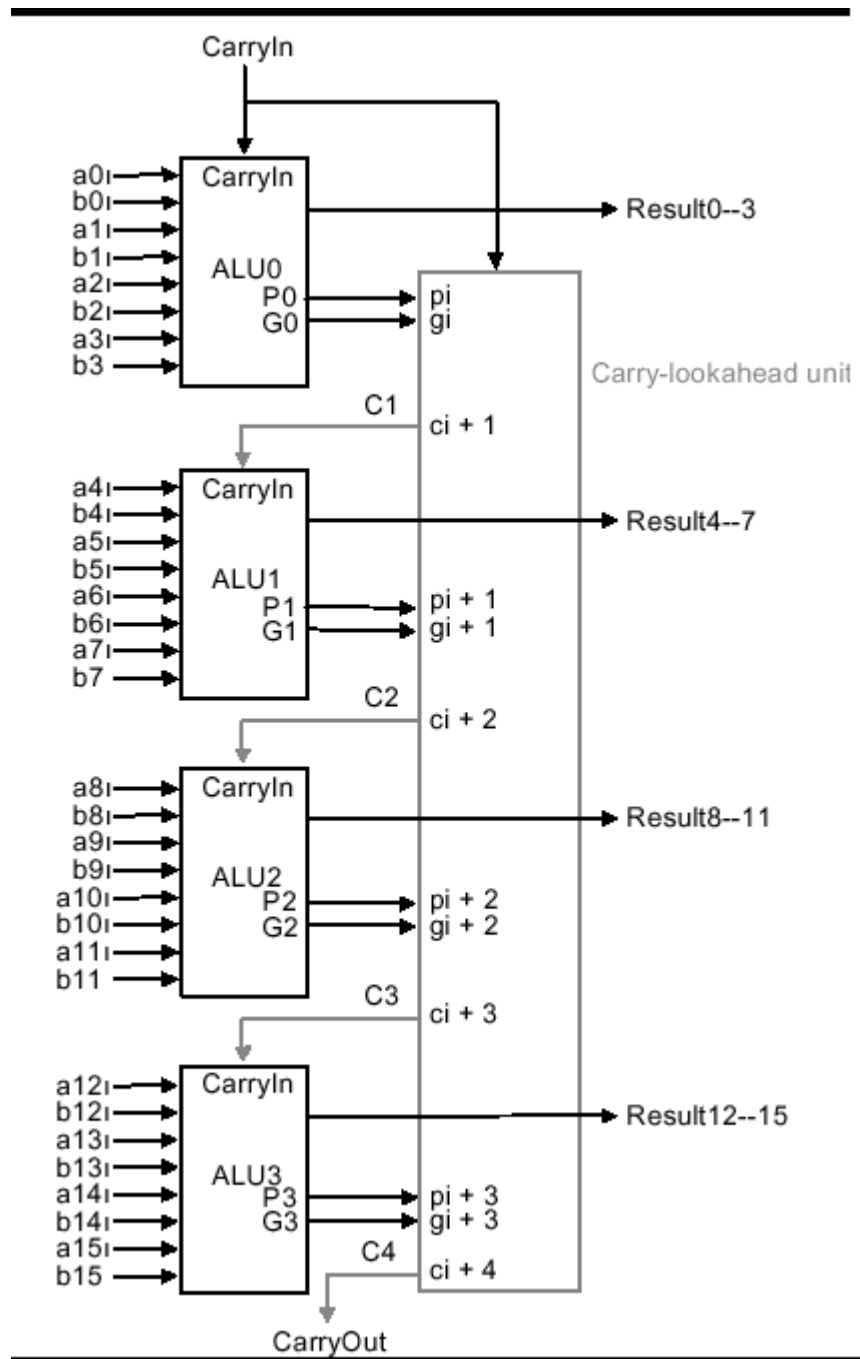 CarryIn
a0
b0
a1
b1
a2
b2
a3
b3
CarryIn
ALU0
P0
G0
Result0--3
pi
gi
Carry-lookahead unit
C1
ci + 1
a4
b4
a5
b5
a6
b6
a7
b7
CarryIn
ALU1
P1
G1
Result4--7
pi + 1
gi + 1
C2
ci + 2
a8
b8
a9
b9
a10
b10
a11
b11
CarryIn
ALU2
P2
G2
Result8--11
pi + 2
gi + 2
C3
ci + 3
a12
b12
a13
b13
a14
b14
a15
b15
CarryIn
ALU3
P3
G3
Result12--15
pi + 3
gi + 3
C4
ci + 4
CarryOut